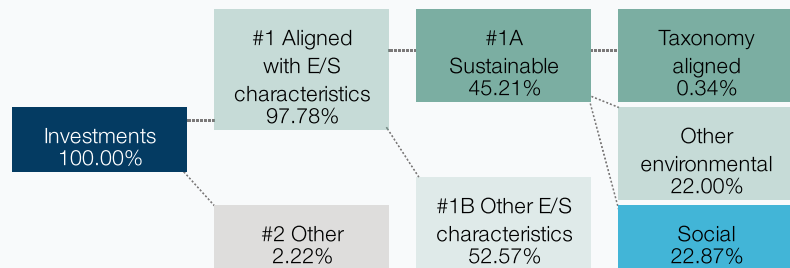 Investments
100.00%
#1 Aligned
with E/S
characteristics
97.78%
#2 Other
2.22%
#1A
Sustainable
45.21%
#1B Other E/S
characteristics
52.57%
Taxonomy
aligned
0.34%
Other
environmental
22.00%
Social
22.87%